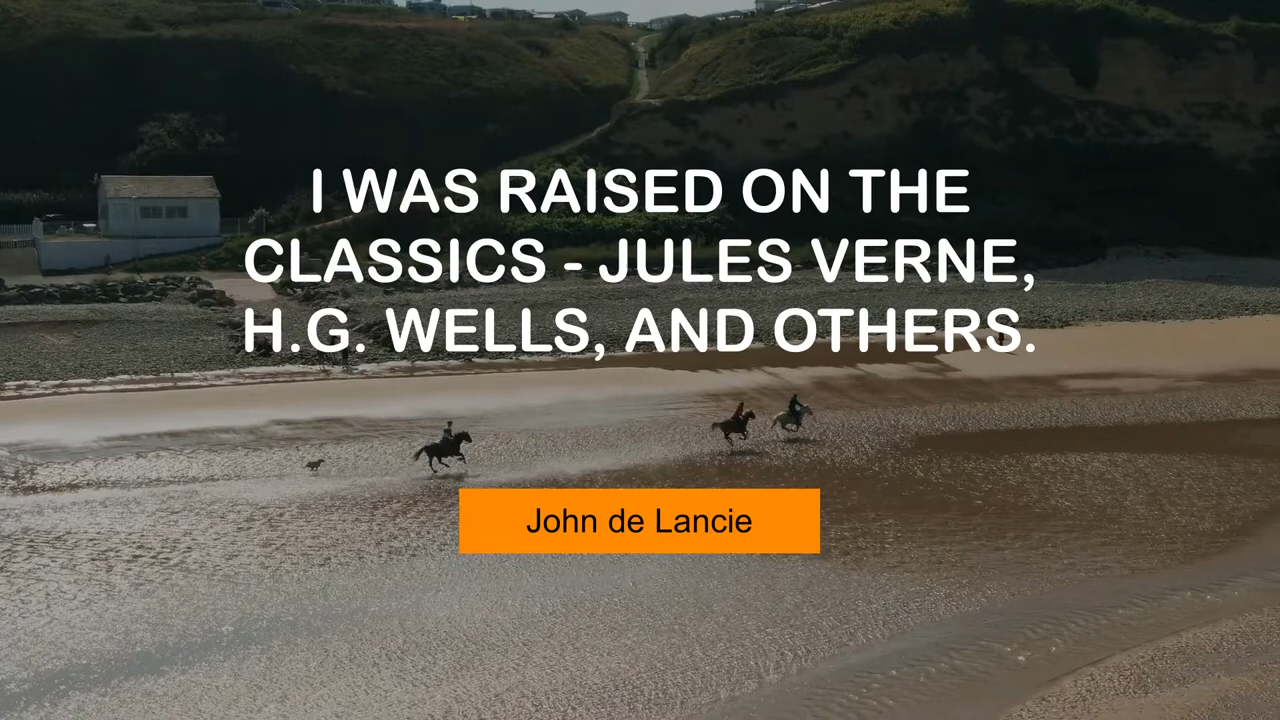 I WAS RAISED ON THE
CLASSICS - JULES VERNE,
H.G. WELLS, AND OTHERS.
John de Lancie